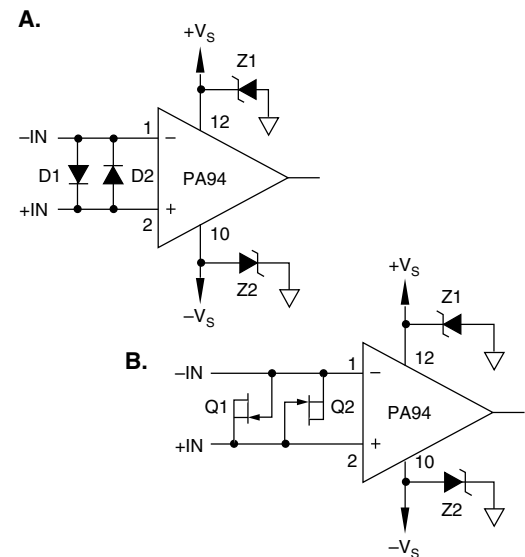 A.
+VS
Z1
12
1
–IN
−
D1
D2
PA94
+IN
+
2
10
Z2
–VS
B.
+VS
Z1
12
1
–IN
−
Q1
Q2
PA94
+IN
+
2
10
Z2
–VS